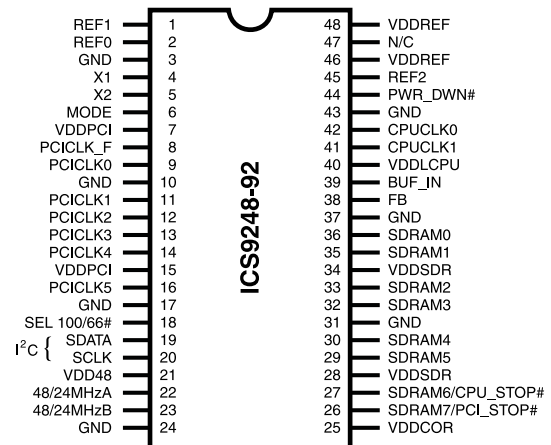 REF1 1 48 VDDREF
REF0 2 47 N/C
GND 3 46 VDDREF
X1 4 45 REF2
X2 5 44 PWR_DWN#
MODE 6 43 GND
VDDPCI 7 42 CPUCLK0
PCICLK_F 8 41 CPUCLK1
PCICLK0 9 40 VDDLCPU
GND 10 39 BUF_IN
PCICLK1 11 38 FB
PCICLK2 12 37 GND
PCICLK3 13 36 SDRAM0
PCICLK4 14 35 SDRAM1
VDDPCI 15 34 VDDSDR
PCICLK5 16 33 SDRAM2
GND 17 32 SDRAM3
SEL 100/66# 18 31 GND
I²C { SDATA 19 30 SDRAM4
SCLK 20 29 SDRAM5
VDD48 21 28 VDDSDR
48/24MHzA 22 27 SDRAM6/CPU_STOP#
48/24MHzB 23 26 SDRAM7/PCI_STOP#
GND 24 25 VDDCOR
ICS9248-92